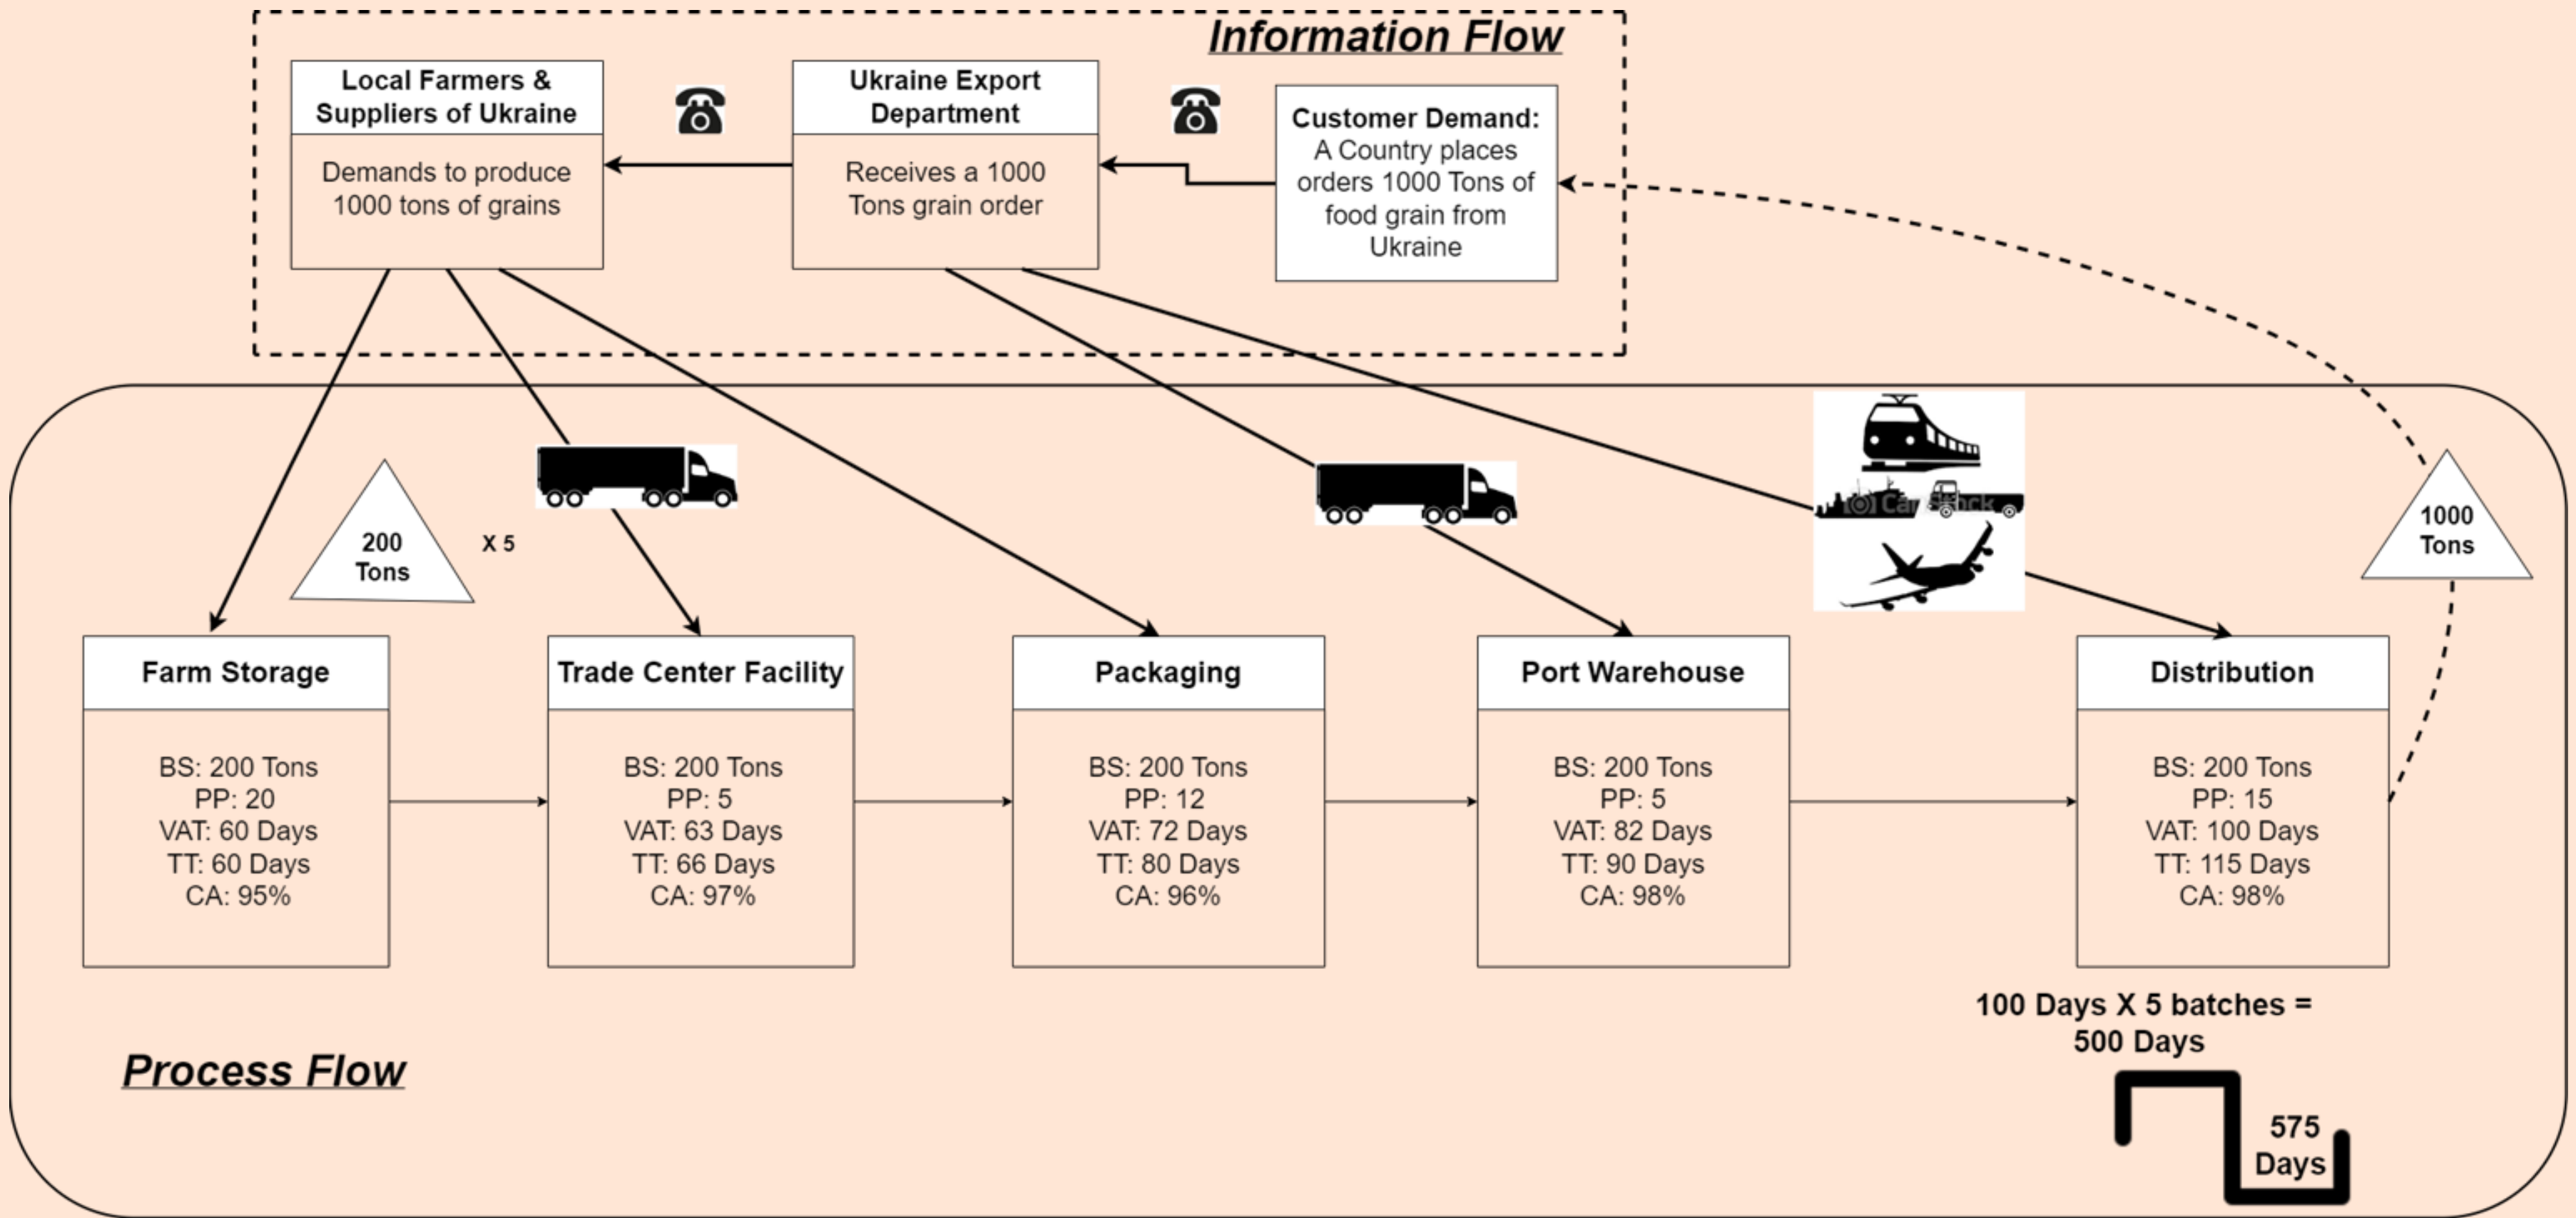 Information Flow
Local Farmers &
Suppliers of Ukraine
Demands to produce
1000 tons of grains
Ukraine Export
Department
Receives a 1000
Tons grain order
Customer Demand:
A Country places
orders 1000 Tons of
food grain from
Ukraine
200
Tons
X 5
1000
Tons
Farm Storage
BS: 200 Tons
PP: 20
VAT: 60 Days
TT: 60 Days
CA: 95%
Trade Center Facility
BS: 200 Tons
PP: 5
VAT: 63 Days
TT: 66 Days
CA: 97%
Packaging
BS: 200 Tons
PP: 12
VAT: 72 Days
TT: 80 Days
CA: 96%
Port Warehouse
BS: 200 Tons
PP: 5
VAT: 82 Days
TT: 90 Days
CA: 98%
Distribution
BS: 200 Tons
PP: 15
VAT: 100 Days
TT: 115 Days
CA: 98%
100 Days X 5 batches =
500 Days
575
Days
Process Flow